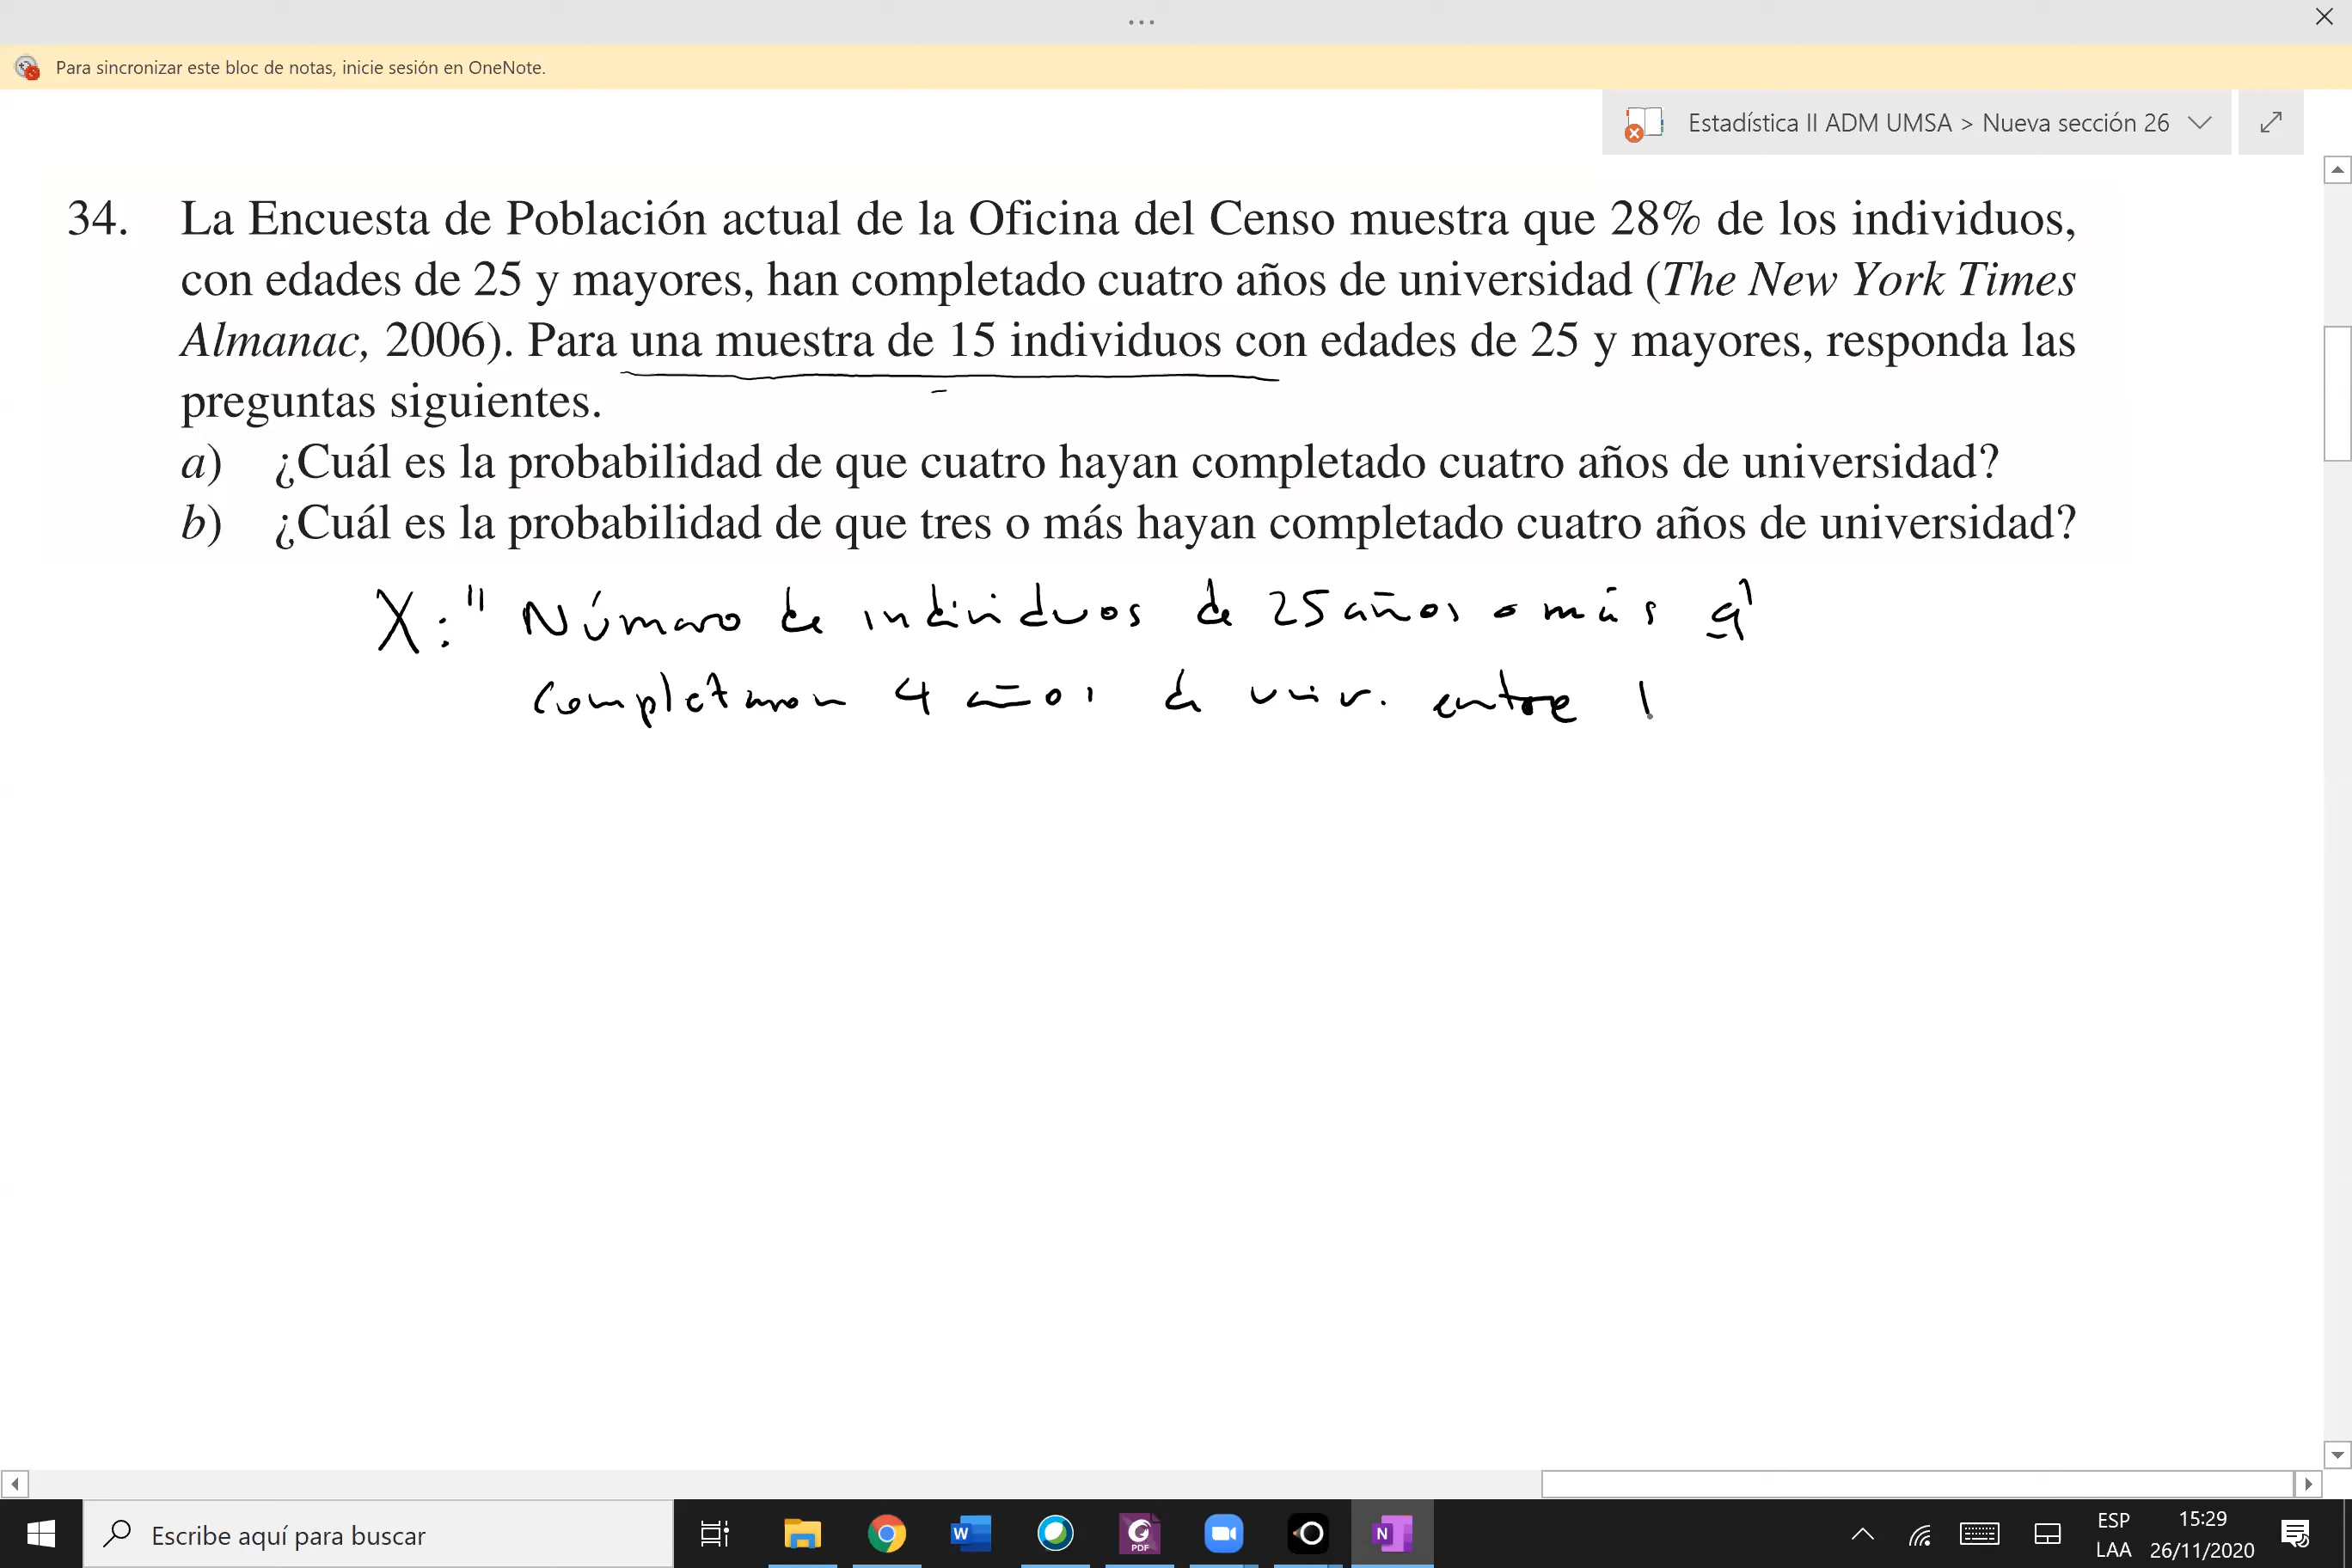 Para sincronizar este bloc de notas, inicie sesión en OneNote.
Estadística II ADM UMSA > Nueva sección 26
34. La Encuesta de Población actual de la Oficina del Censo muestra que 28% de los individuos,
con edades de 25 y mayores, han completado cuatro años de universidad (The New York Times
Almanac, 2006). Para una muestra de 15 individuos con edades de 25 y mayores, responda las
preguntas siguientes.
a) ¿Cuál es la probabilidad de que cuatro hayan completado cuatro años de universidad?
b) ¿Cuál es la probabilidad de que tres o más hayan completado cuatro años de universidad?
X: " Número de individuos de 25 años o más q'
completaron 4 años de univ. entre 1
Escribe aquí para buscar
ESP
LAA
15:29
26/11/2020